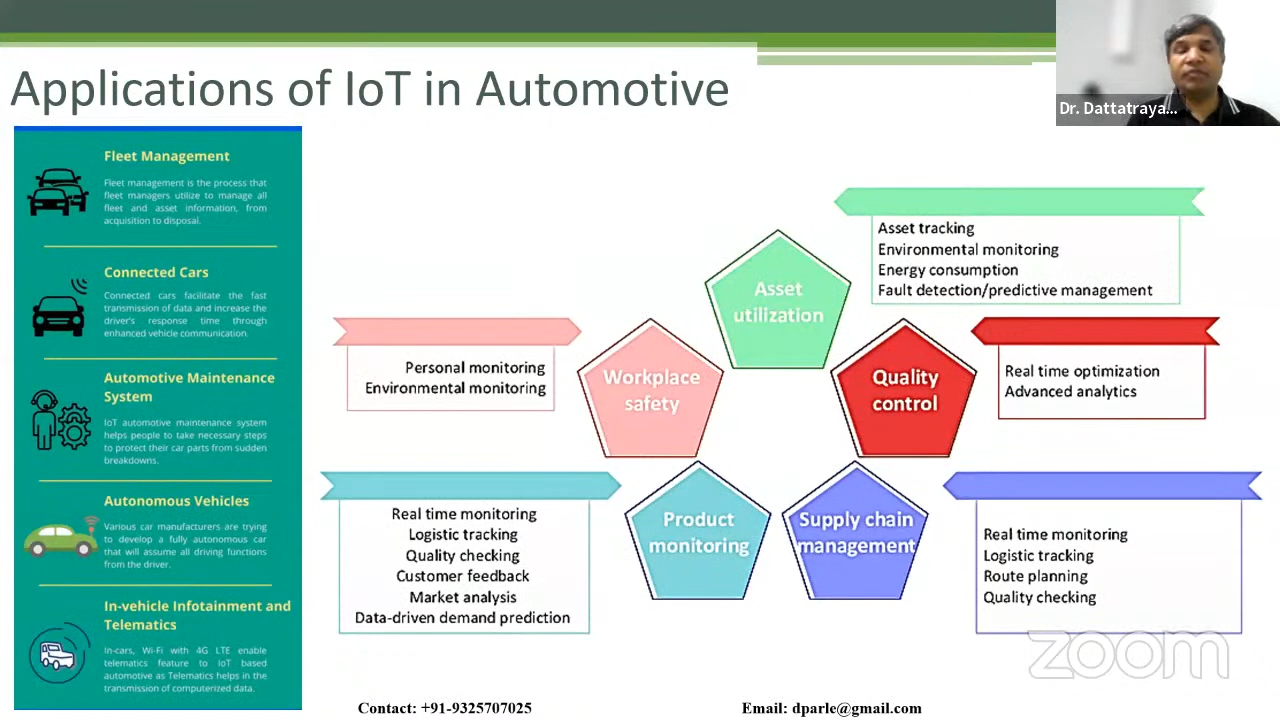 Applications of IoT in Automotive
Dr. Dattatraya...
Fleet Management
Fleet management is the process that
fleet managers utilize to manage all
fleet and asset information, from
acquisition to disposal.
Connected Cars
Connected cars facilitate the fast
transmission of data and increase the
driver's response time through
enhanced vehicle communication.
Automotive Maintenance
System
IoT automotive maintenance system
helps people to take necessary steps
to protect their car parts from sudden
breakdowns.
Autonomous Vehicles
Various car manufacturers are trying
to develop a fully autonomous car
that will assume all driving functions
from the driver.
In-vehicle Infotainment and
Telematics
In-cars, Wi-Fi with 4G LTE enable
telematics feature to IoT based
automotive as Telematics helps in the
transmission of computerized data.
Asset
utilization
Asset tracking
Environmental monitoring
Energy consumption
Fault detection/predictive management
Personal monitoring
Environmental monitoring
Workplace
safety
Quality
control
Real time optimization
Advanced analytics
Real time monitoring
Logistic tracking
Quality checking
Customer feedback
Market analysis
Data-driven demand prediction
Product
monitoring
Supply chain
management
Real time monitoring
Logistic tracking
Route planning
Quality checking
zoom
Contact: +91-9325707025
Email: dparle@gmail.com